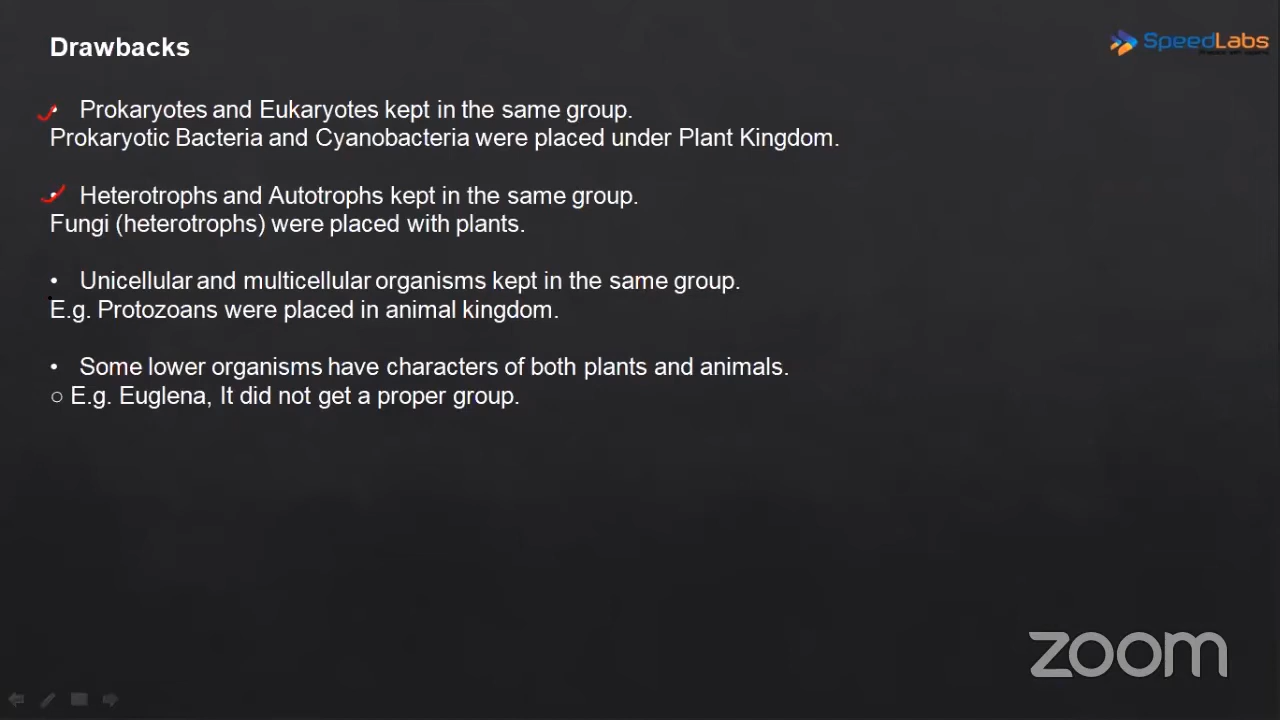 Drawbacks
SpeedLabs
• Prokaryotes and Eukaryotes kept in the same group.
Prokaryotic Bacteria and Cyanobacteria were placed under Plant Kingdom.
• Heterotrophs and Autotrophs kept in the same group.
Fungi (heterotrophs) were placed with plants.
• Unicellular and multicellular organisms kept in the same group.
E.g. Protozoans were placed in animal kingdom.
• Some lower organisms have characters of both plants and animals.
○ E.g. Euglena, It did not get a proper group.
zoom